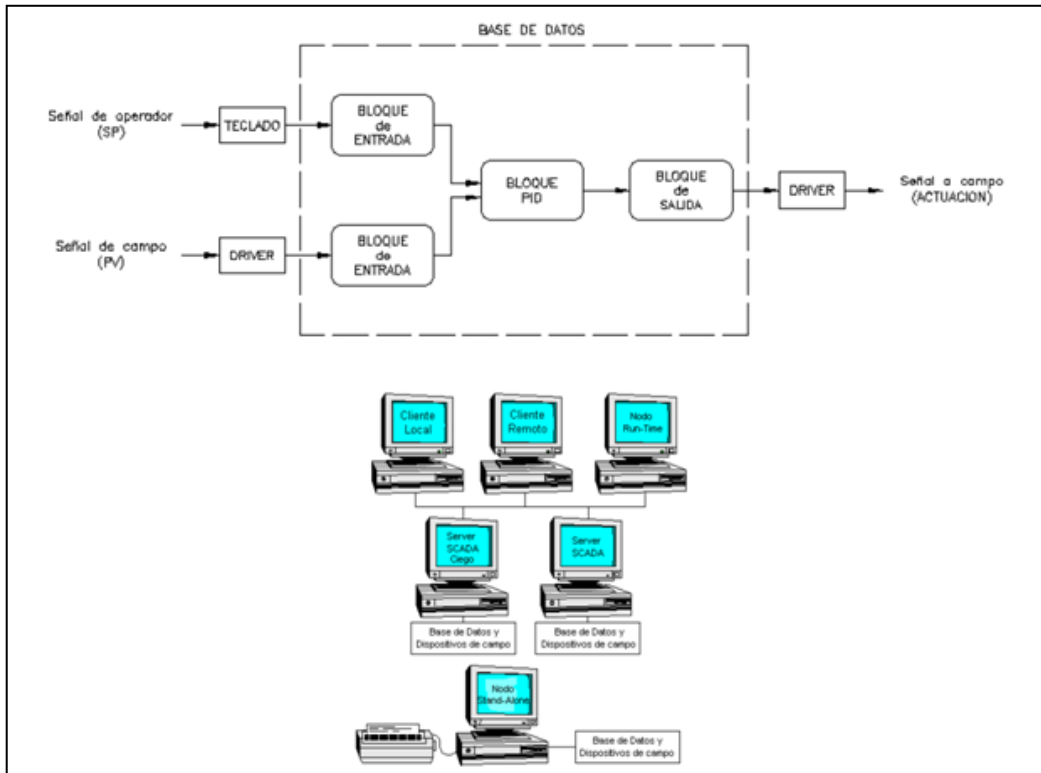 BASE DE DATOS
Señal de operador
(SP)
TECLADO
BLOQUE
de
ENTRADA
BLOQUE
PID
BLOQUE
de
SALIDA
DRIVER
Señal a campo
(ACTUACION)
Señal de campo
(PV)
DRIVER
BLOQUE
de
ENTRADA
Cliente
Local
Cliente
Remoto
Nodo
Run-Time
Server
SCADA
Ciego
Server
SCADA
Base de Datos y
Dispositivos de campo
Base de Datos y
Dispositivos de campo
Nodo
Stand-Alone
Base de Datos y
Dispositivos de campo